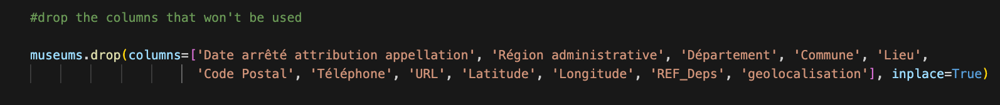 #drop the columns that won't be used
museums.drop(columns=['Date arrêté attribution appellation', 'Région administrative', 'Département', 'Commune', 'Lieu',
'Code Postal', 'Téléphone', 'URL', 'Latitude', 'Longitude', 'REF_Deps', 'geolocalisation'], inplace=True)